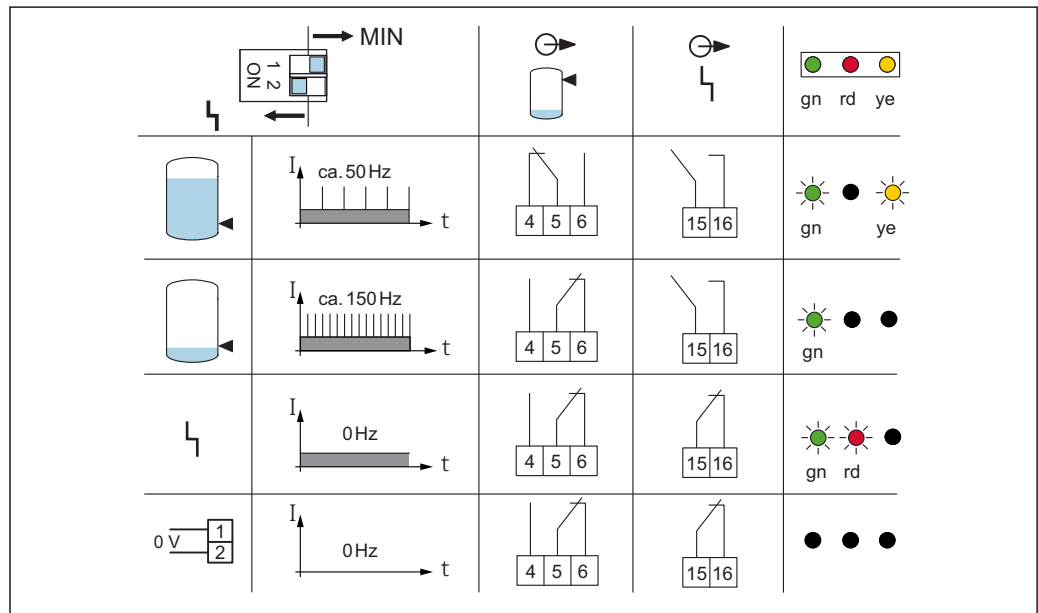 MIN
1 2
ON
gn rd ye
I
ca. 50 Hz
t
4 5 6
15 16
gn ye
I
ca. 150 Hz
t
4 5 6
15 16
gn
I
0 Hz
t
4 5 6
15 16
gn rd
0 V
1
2
I
0 Hz
t
4 5 6
15 16